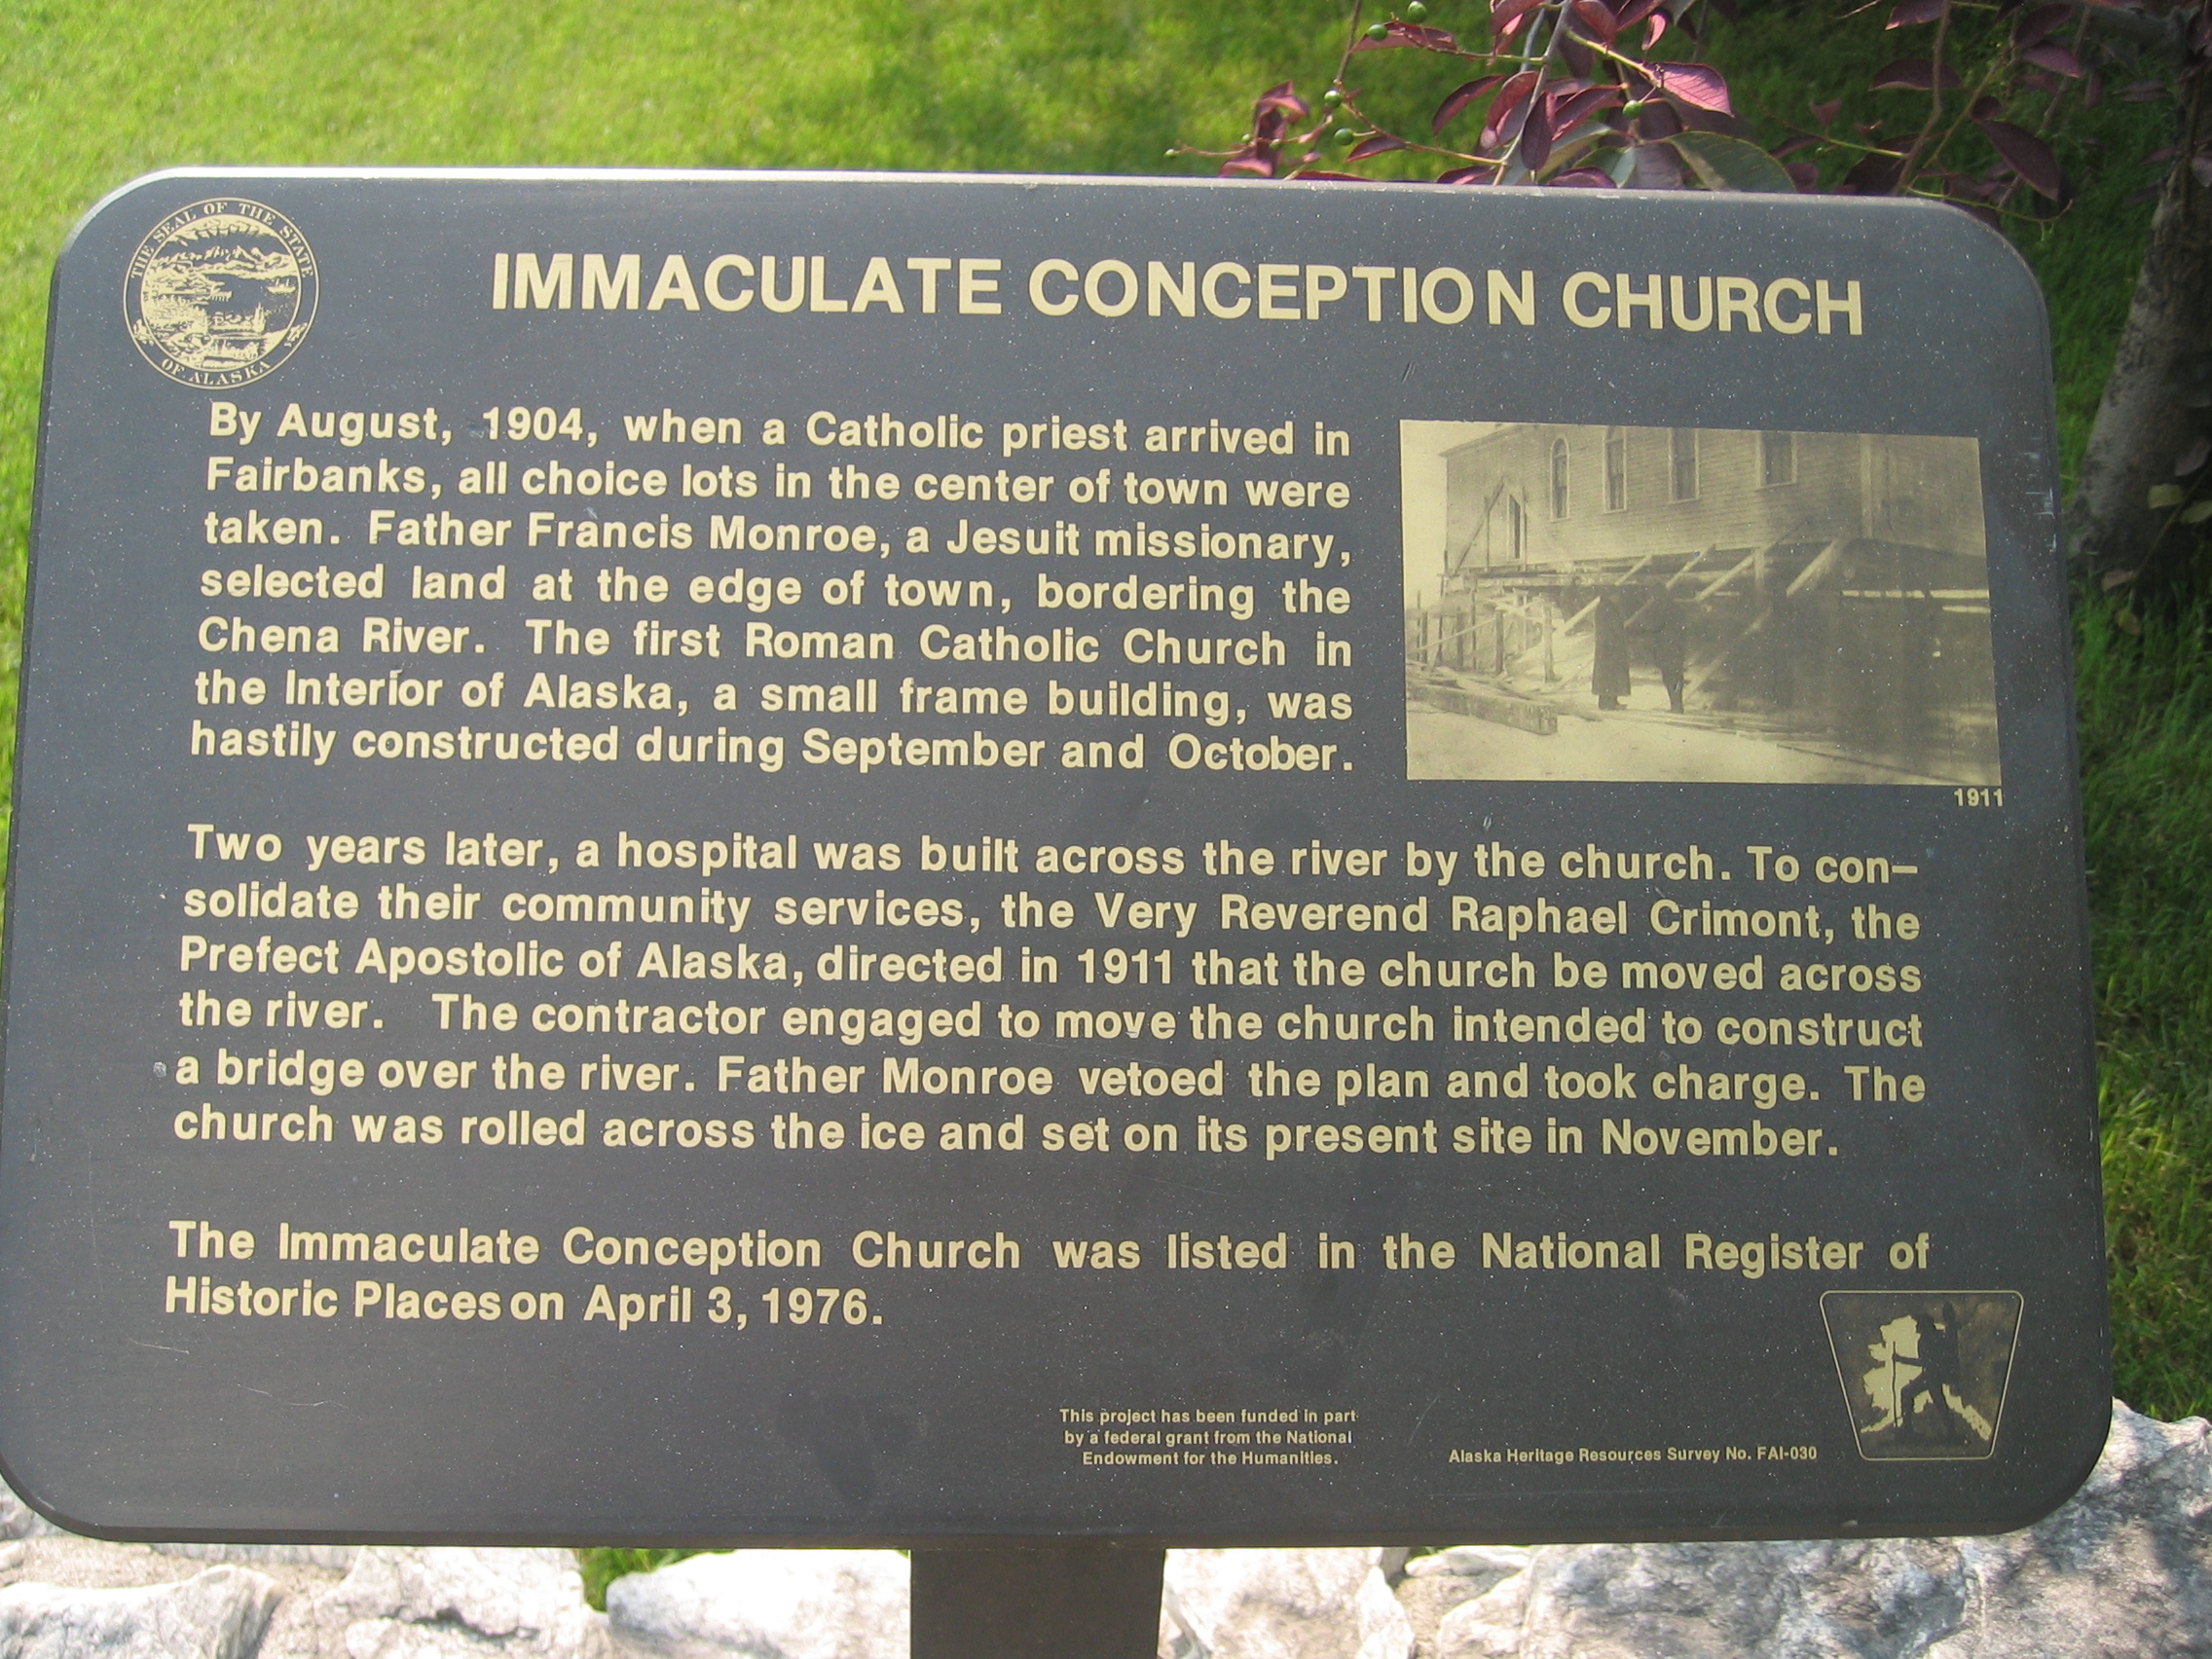 THE SEAL OF THE STATE
OF ALASKA
IMMACULATE CONCEPTION CHURCH
By August, 1904, when a Catholic priest arrived in
Fairbanks, all choice lots in the center of town were
taken. Father Francis Monroe, a Jesuit missionary,
selected land at the edge of town, bordering the
Chena River. The first Roman Catholic Church in
the Interior of Alaska, a small frame building, was
hastily constructed during September and October.
1911
Two years later, a hospital was built across the river by the church. To con–
solidate their community services, the Very Reverend Raphael Crimont, the
Prefect Apostolic of Alaska, directed in 1911 that the church be moved across
the river. The contractor engaged to move the church intended to construct
a bridge over the river. Father Monroe vetoed the plan and took charge. The
church was rolled across the ice and set on its present site in November.
The Immaculate Conception Church was listed in the National Register of
Historic Places on April 3, 1976.
This project has been funded in part
by a federal grant from the National
Endowment for the Humanities.
Alaska Heritage Resources Survey No. FAI-030